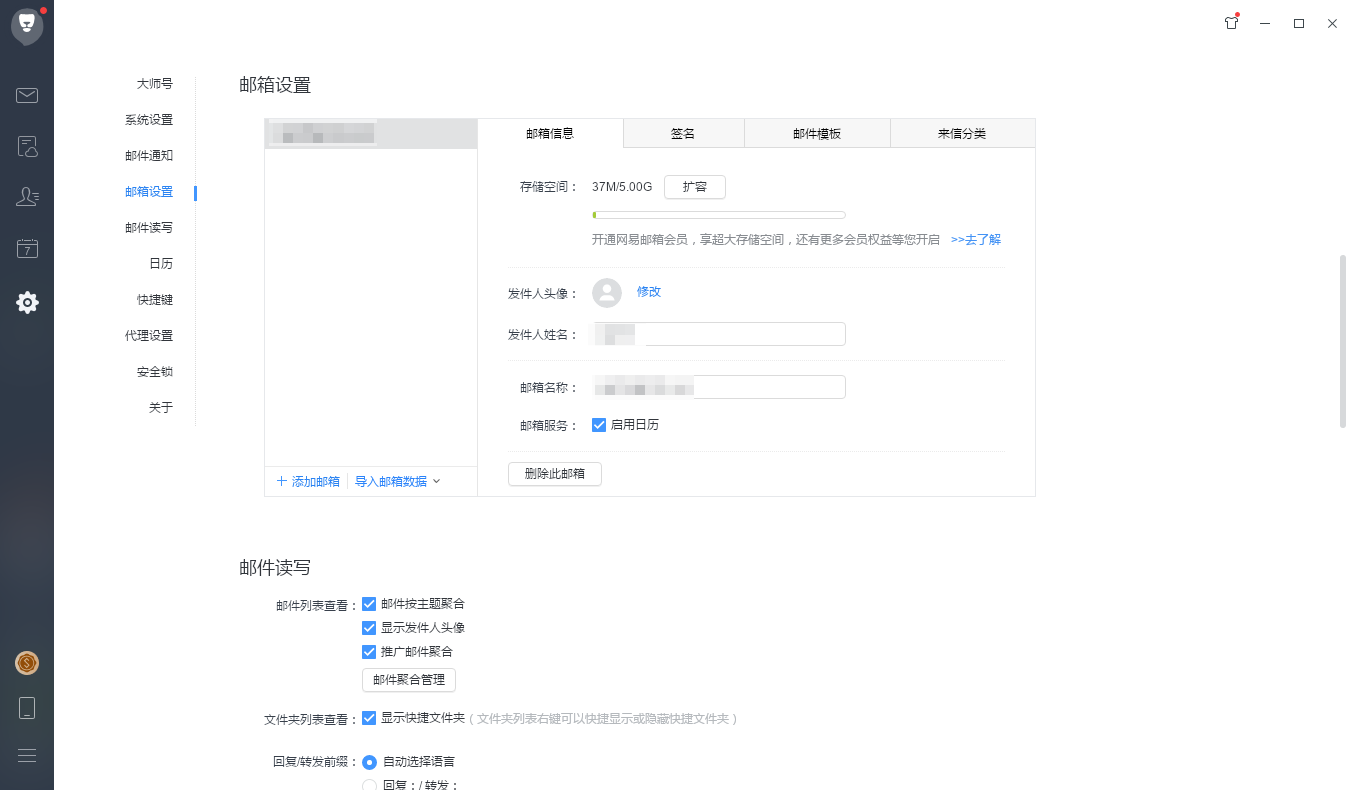 大师号
系统设置
邮件通知
邮箱设置
邮件读写
日历
快捷键
代理设置
安全锁
关于
7
邮箱设置
邮箱信息 签名 邮件模板 来信分类
存储空间： 37M/5.00G 扩容
开通网易邮箱会员，享超大存储空间，还有更多会员权益等您开启 >>去了解
发件人头像： 修改
发件人姓名：
邮箱名称：
邮箱服务： 启用日历
删除此邮箱
+ 添加邮箱 导入邮箱数据
邮件读写
邮件列表查看： 邮件按主题聚合
显示发件人头像
推广邮件聚合
邮件聚合管理
文件夹列表查看： 显示快捷文件夹（文件夹列表右键可以快捷显示或隐藏快捷文件夹）
回复/转发前缀： 自动选择语言
回复：/ 转发：